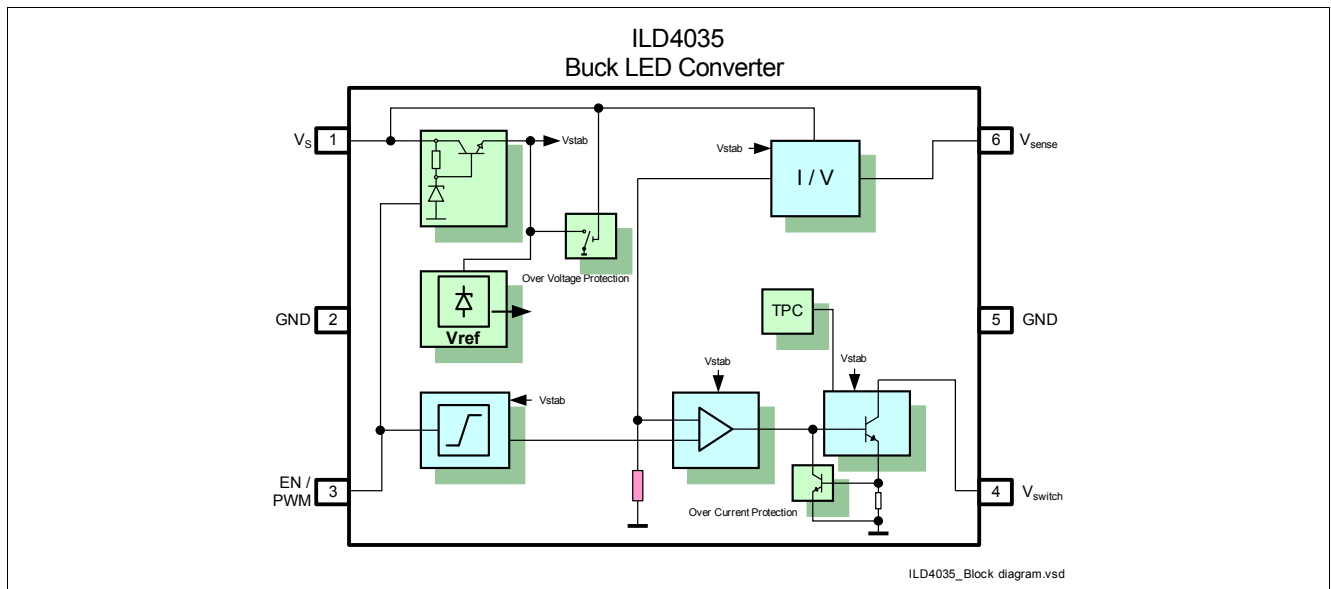 ILD4035
Buck LED Converter
VS 1
Vstab
Vstab
I / V
6 Vsense
Over Voltage Protection
GND 2
Vref
TPC
5 GND
Vstab
Vstab
Vstab
EN /
PWM 3
Over Current Protection
4 Vswitch
ILD4035_Block diagram.vsd